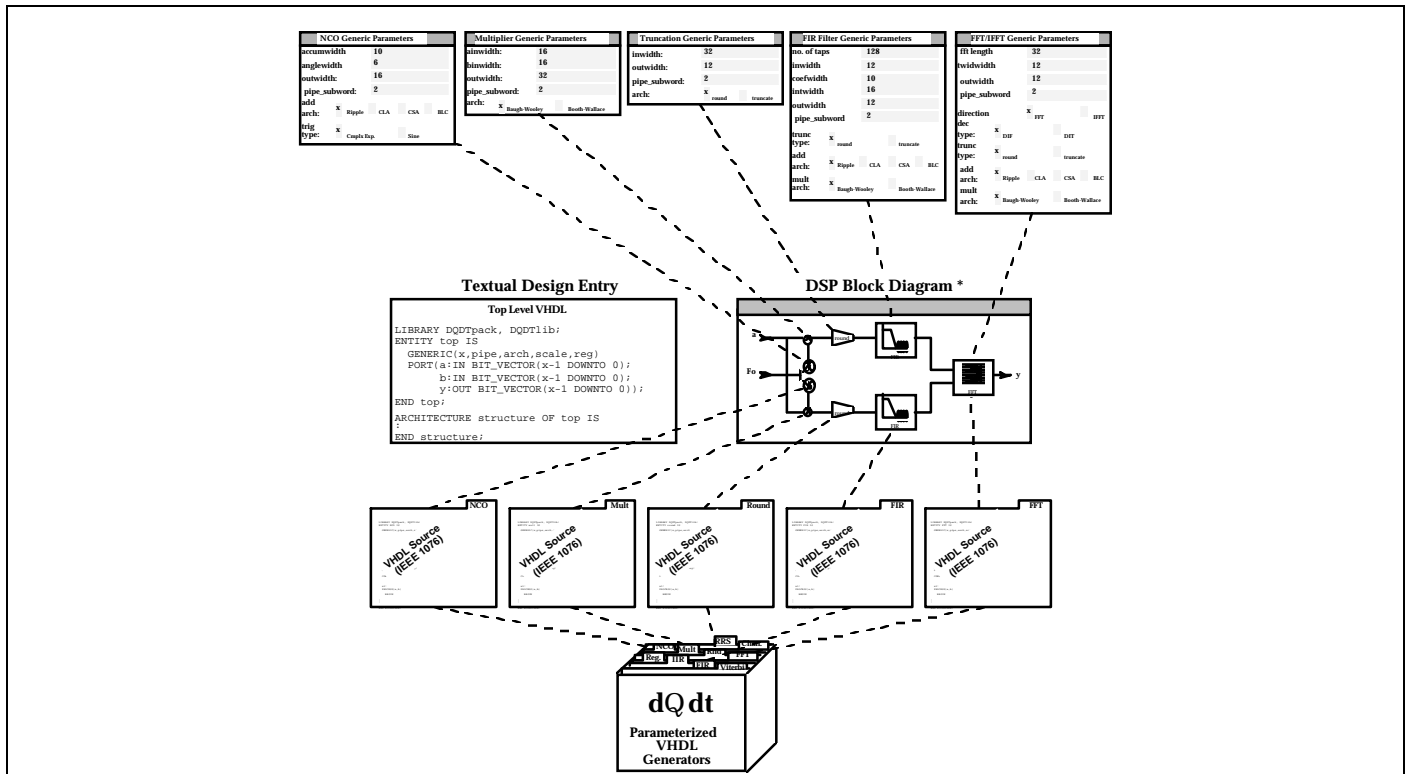 NCO Generic Parameters
accumwidth 10
anglewidth 6
outwidth: 16
pipe_subword: 2
add
arch: x Ripple CLA CSA BLC
trig
type: x Cmplx Exp. Sine
Multiplier Generic Parameters
ainwidth: 16
binwidth: 16
outwidth: 32
pipe_subword: 2
arch: x Baugh-Wooley Booth-Wallace
Truncation Generic Parameters
inwidth: 32
outwidth: 12
pipe_subword: 2
arch: x round truncate
FIR Filter Generic Parameters
no. of taps 128
inwidth 12
coefwidth 10
intwidth 16
outwidth 12
pipe_subword 2
trunc
type: x round truncate
add
arch: x Ripple CLA CSA BLC
mult
arch: x Baugh-Wooley Booth-Wallace
FFT/IFFT Generic Parameters
fft length 32
twidwidth 12
outwidth 12
pipe_subword 2
direction x FFT IFFT
dec
type: x DIF DIT
trunc
type: x round truncate
add
arch: x Ripple CLA CSA BLC
mult
arch: x Baugh-Wooley Booth-Wallace
Textual Design Entry
Top Level VHDL
LIBRARY DQDTpack, DQDTlib;
ENTITY top IS
GENERIC(x,pipe,arch,scale,reg)
PORT(a:IN BIT_VECTOR(x-1 DOWNTO 0);
b:IN BIT_VECTOR(x-1 DOWNTO 0);
y:OUT BIT_VECTOR(x-1 DOWNTO 0));
END top;
ARCHITECTURE structure OF top IS
:
END structure;
DSP Block Diagram *
a
round
Fo
FFT
y
round
FIR
NCO
VHDL Source
(IEEE 1076)
Mult
VHDL Source
(IEEE 1076)
Round
VHDL Source
(IEEE 1076)
FIR
VHDL Source
(IEEE 1076)
FFT
VHDL Source
(IEEE 1076)
RRS
NCO Mult Rnd
Reg. IIR FFT
FIR Viterbi
dQdt
Parameterized
VHDL
Generators